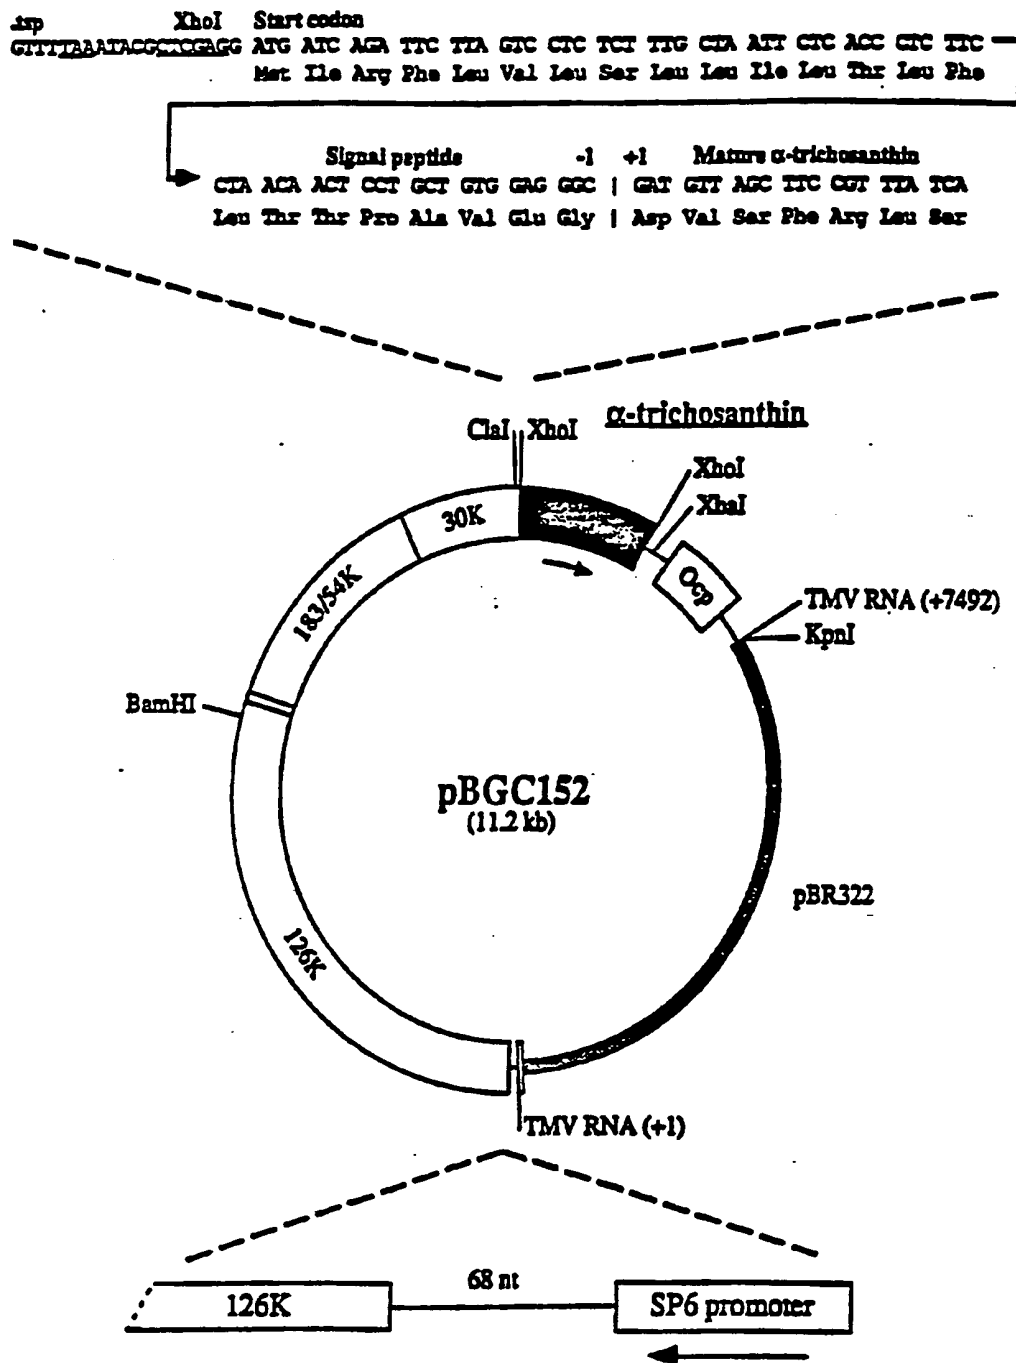 .tsp XhoI Start codon
GTTTTAAATACGCTCGAGG ATG ATC AGA TTC TTA GTC CTC TCT TTG CTA ATT CTC ACC CTC TTC
Met Ile Arg Phe Leu Val Leu Ser Leu Leu Ile Leu Thr Leu Phe
Signal peptide -1 +1 Mature α-trichosanthin
CTA ACA ACT CCT GCT GTG GAG GGC | GAT GTT AGC TTC CGT TTA TCA
Leu Thr Thr Pro Ala Val Glu Gly | Asp Val Ser Phe Arg Leu Ser
α-trichosanthin
ClaI XhoI
XhoI
XbaI
30K
Ocp
183/54K
TMV RNA (+7492)
KpnI
BamHI
pBGC152
(11.2 kb)
pBR322
126K
TMV RNA (+1)
68 nt
126K
SP6 promoter